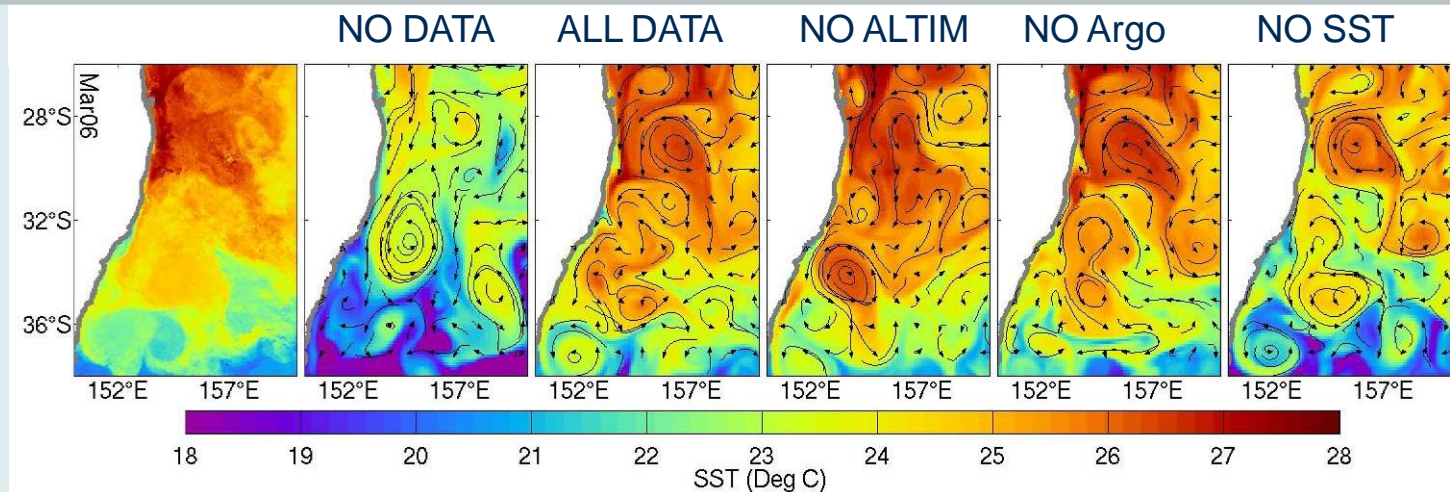 NO DATA ALL DATA NO ALTIM NO Argo NO SST
Mar06
28°S
32°S
36°S
152°E 157°E 152°E 157°E 152°E 157°E 152°E 157°E 152°E 157°E 152°E 157°E
18 19 20 21 22 23 24 25 26 27 28
SST (Deg C)